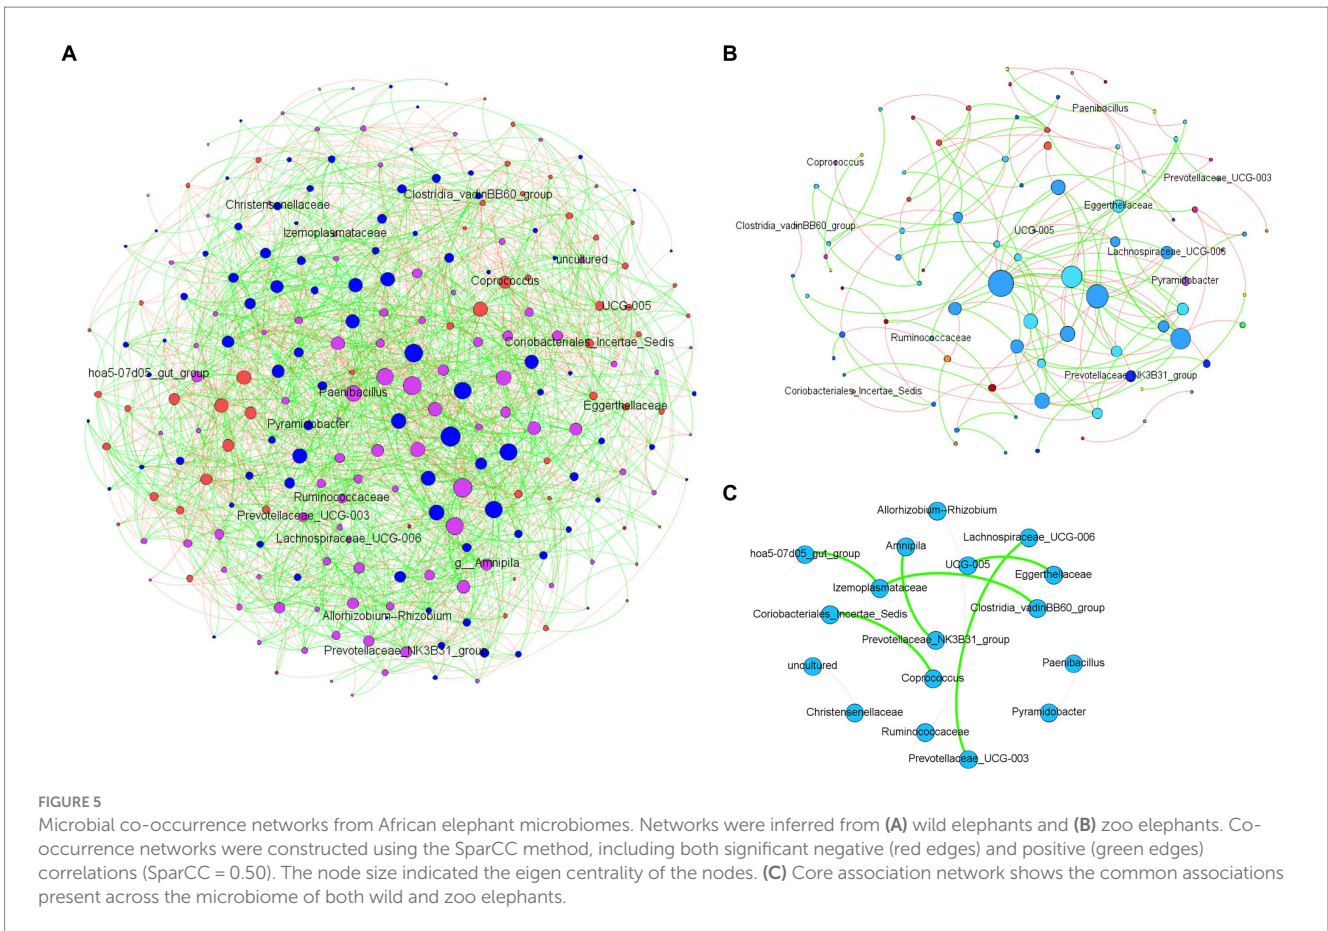 A
Clostridia_vadinBB60_group
Christensenellaceae
Izemoplasmataceae
uncultured
Coprococcus
UCG-005
Coriobacteriales_Incertae_Sedis
hoa5-07d05_gut_group
Paenibacillus
Eggerthellaceae
Pyramidobacter
Ruminococcaceae
Prevotellaceae_UCG-003
Lachnospiraceae_UCG-006
g__Amnipila
Allorhizobium--Rhizobium
Prevotellaceae_NK3B31_group
B
Paenibacillus
Coprococcus
Prevotellaceae_UCG-003
Eggerthellaceae
Clostridia_vadinBB60_group
UCG-005
Lachnospiraceae_UCG-006
Pyramidobacter
Ruminococcaceae
Prevotellaceae_NK3B31_group
Coriobacteriales_Incertae_Sedis
C
Allorhizobium--Rhizobium
Lachnospiraceae_UCG-006
Amnipila
hoa5-07d05_gut_group
UCG-005
Eggerthellaceae
Izemoplasmataceae
Clostridia_vadinBB60_group
Coriobacteriales_Incertae_Sedis
Prevotellaceae_NK3B31_group
uncultured
Paenibacillus
Coprococcus
Christensenellaceae
Pyramidobacter
Ruminococcaceae
Prevotellaceae_UCG-003
FIGURE 5
Microbial co-occurrence networks from African elephant microbiomes. Networks were inferred from (A) wild elephants and (B) zoo elephants. Co-
occurrence networks were constructed using the SparCC method, including both significant negative (red edges) and positive (green edges)
correlations (SparCC = 0.50). The node size indicated the eigen centrality of the nodes. (C) Core association network shows the common associations
present across the microbiome of both wild and zoo elephants.